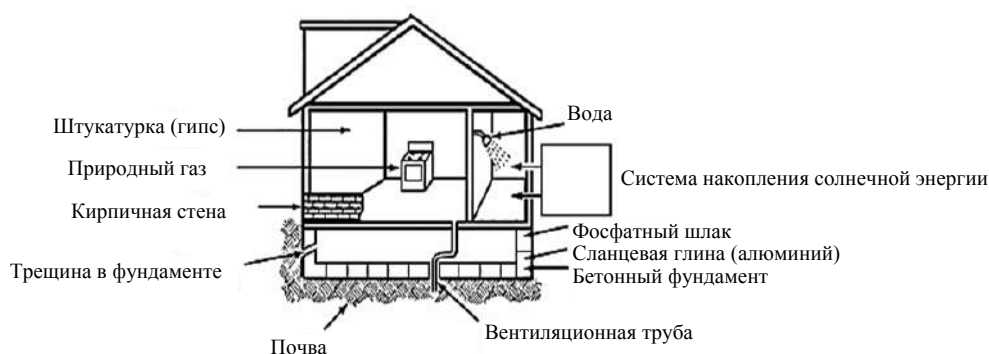 Штукатурка (гипс)
Природный газ
Кирпичная стена
Трещина в фундаменте
Почва
Вода
Система накопления солнечной энергии
Фосфатный шлак
Сланцевая глина (алюминий)
Бетонный фундамент
Вентиляционная труба